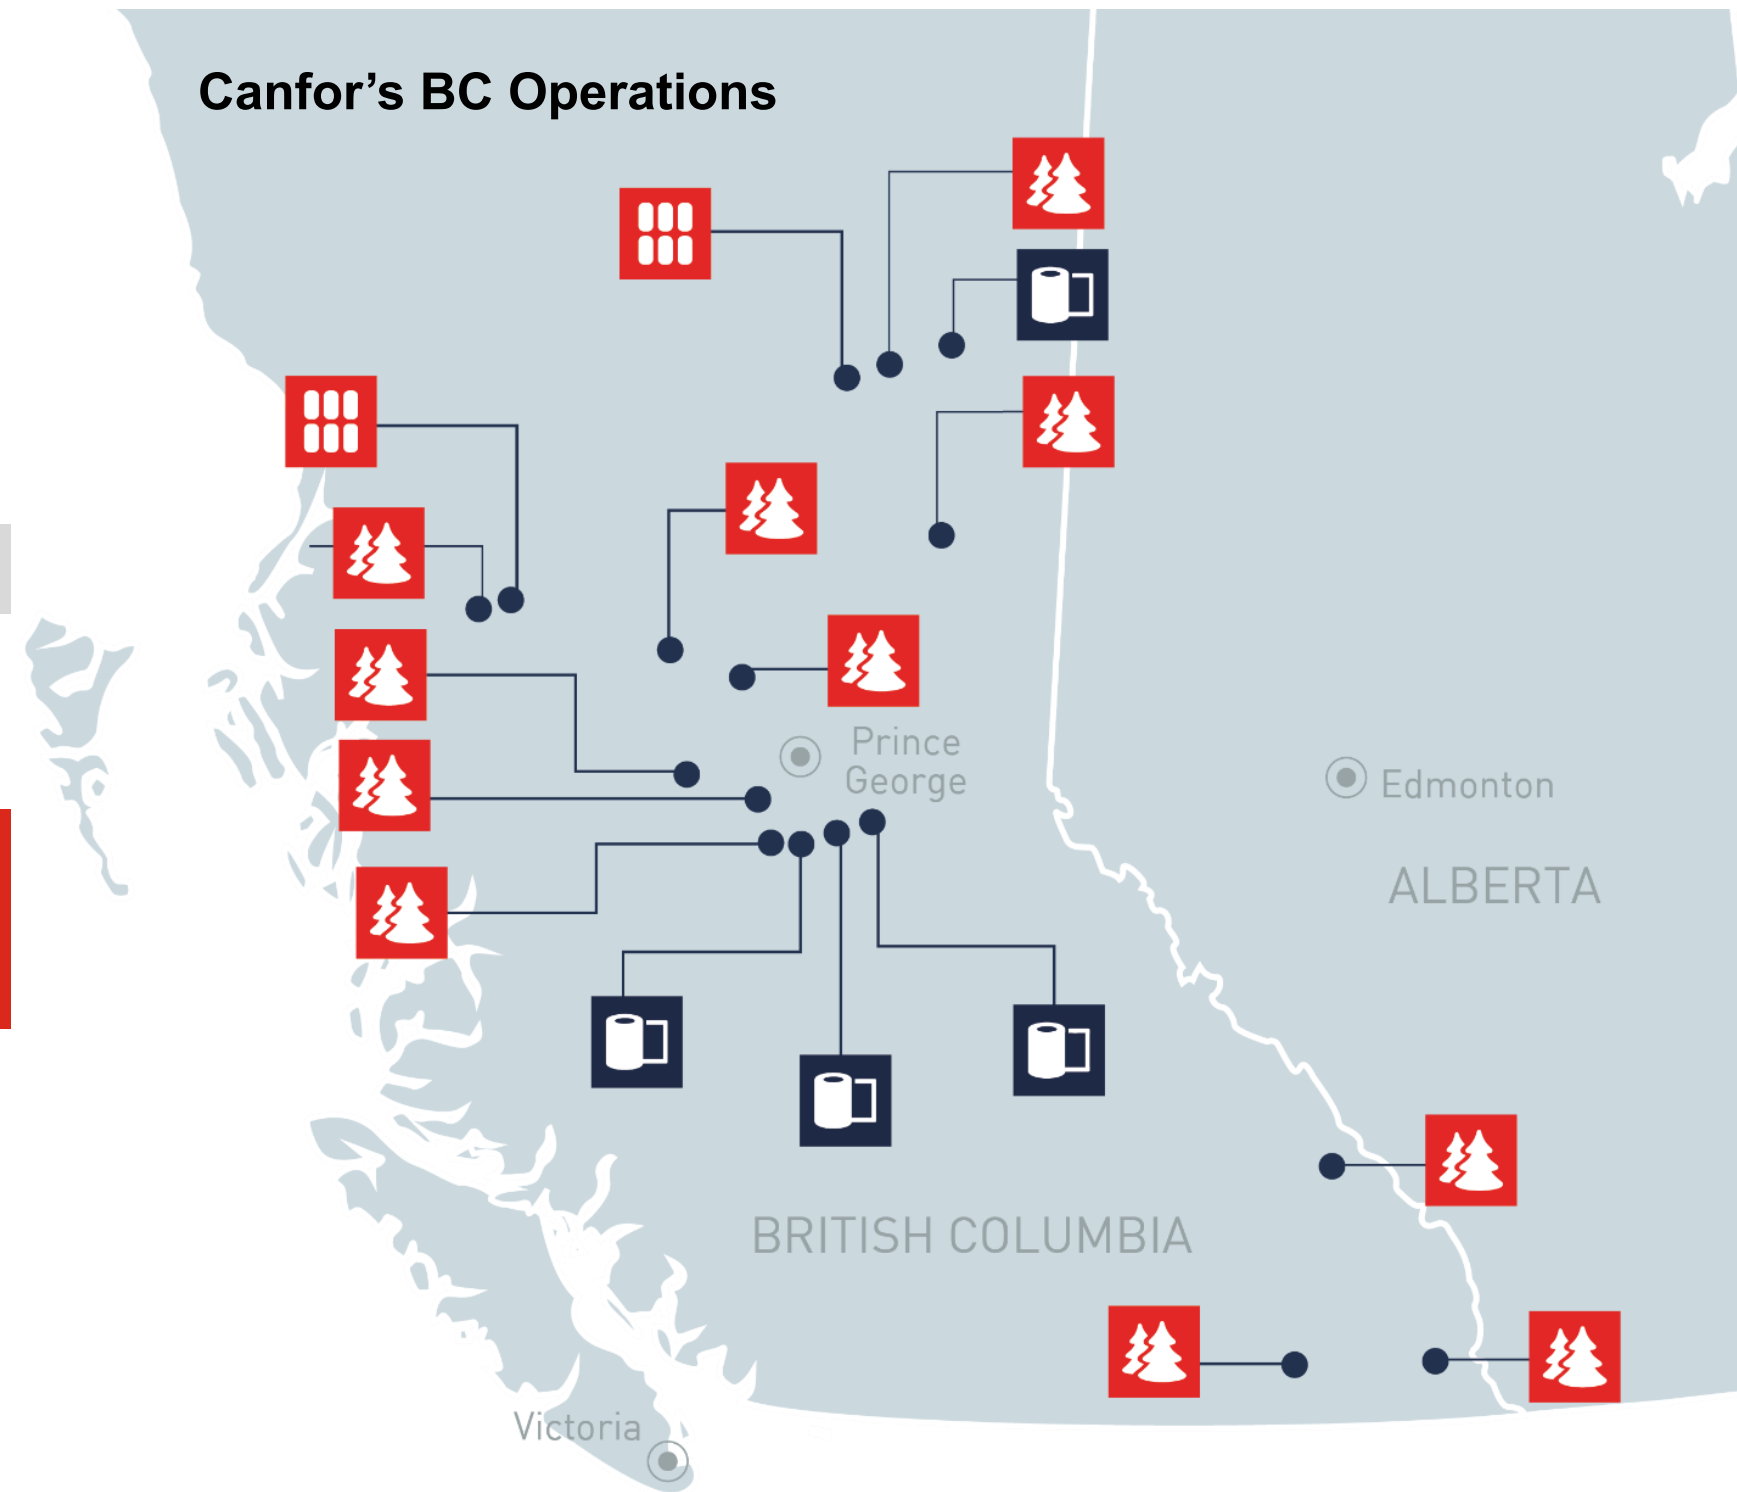 Canfor’s BC Operations
Prince
George
Edmonton
ALBERTA
BRITISH COLUMBIA
Victoria